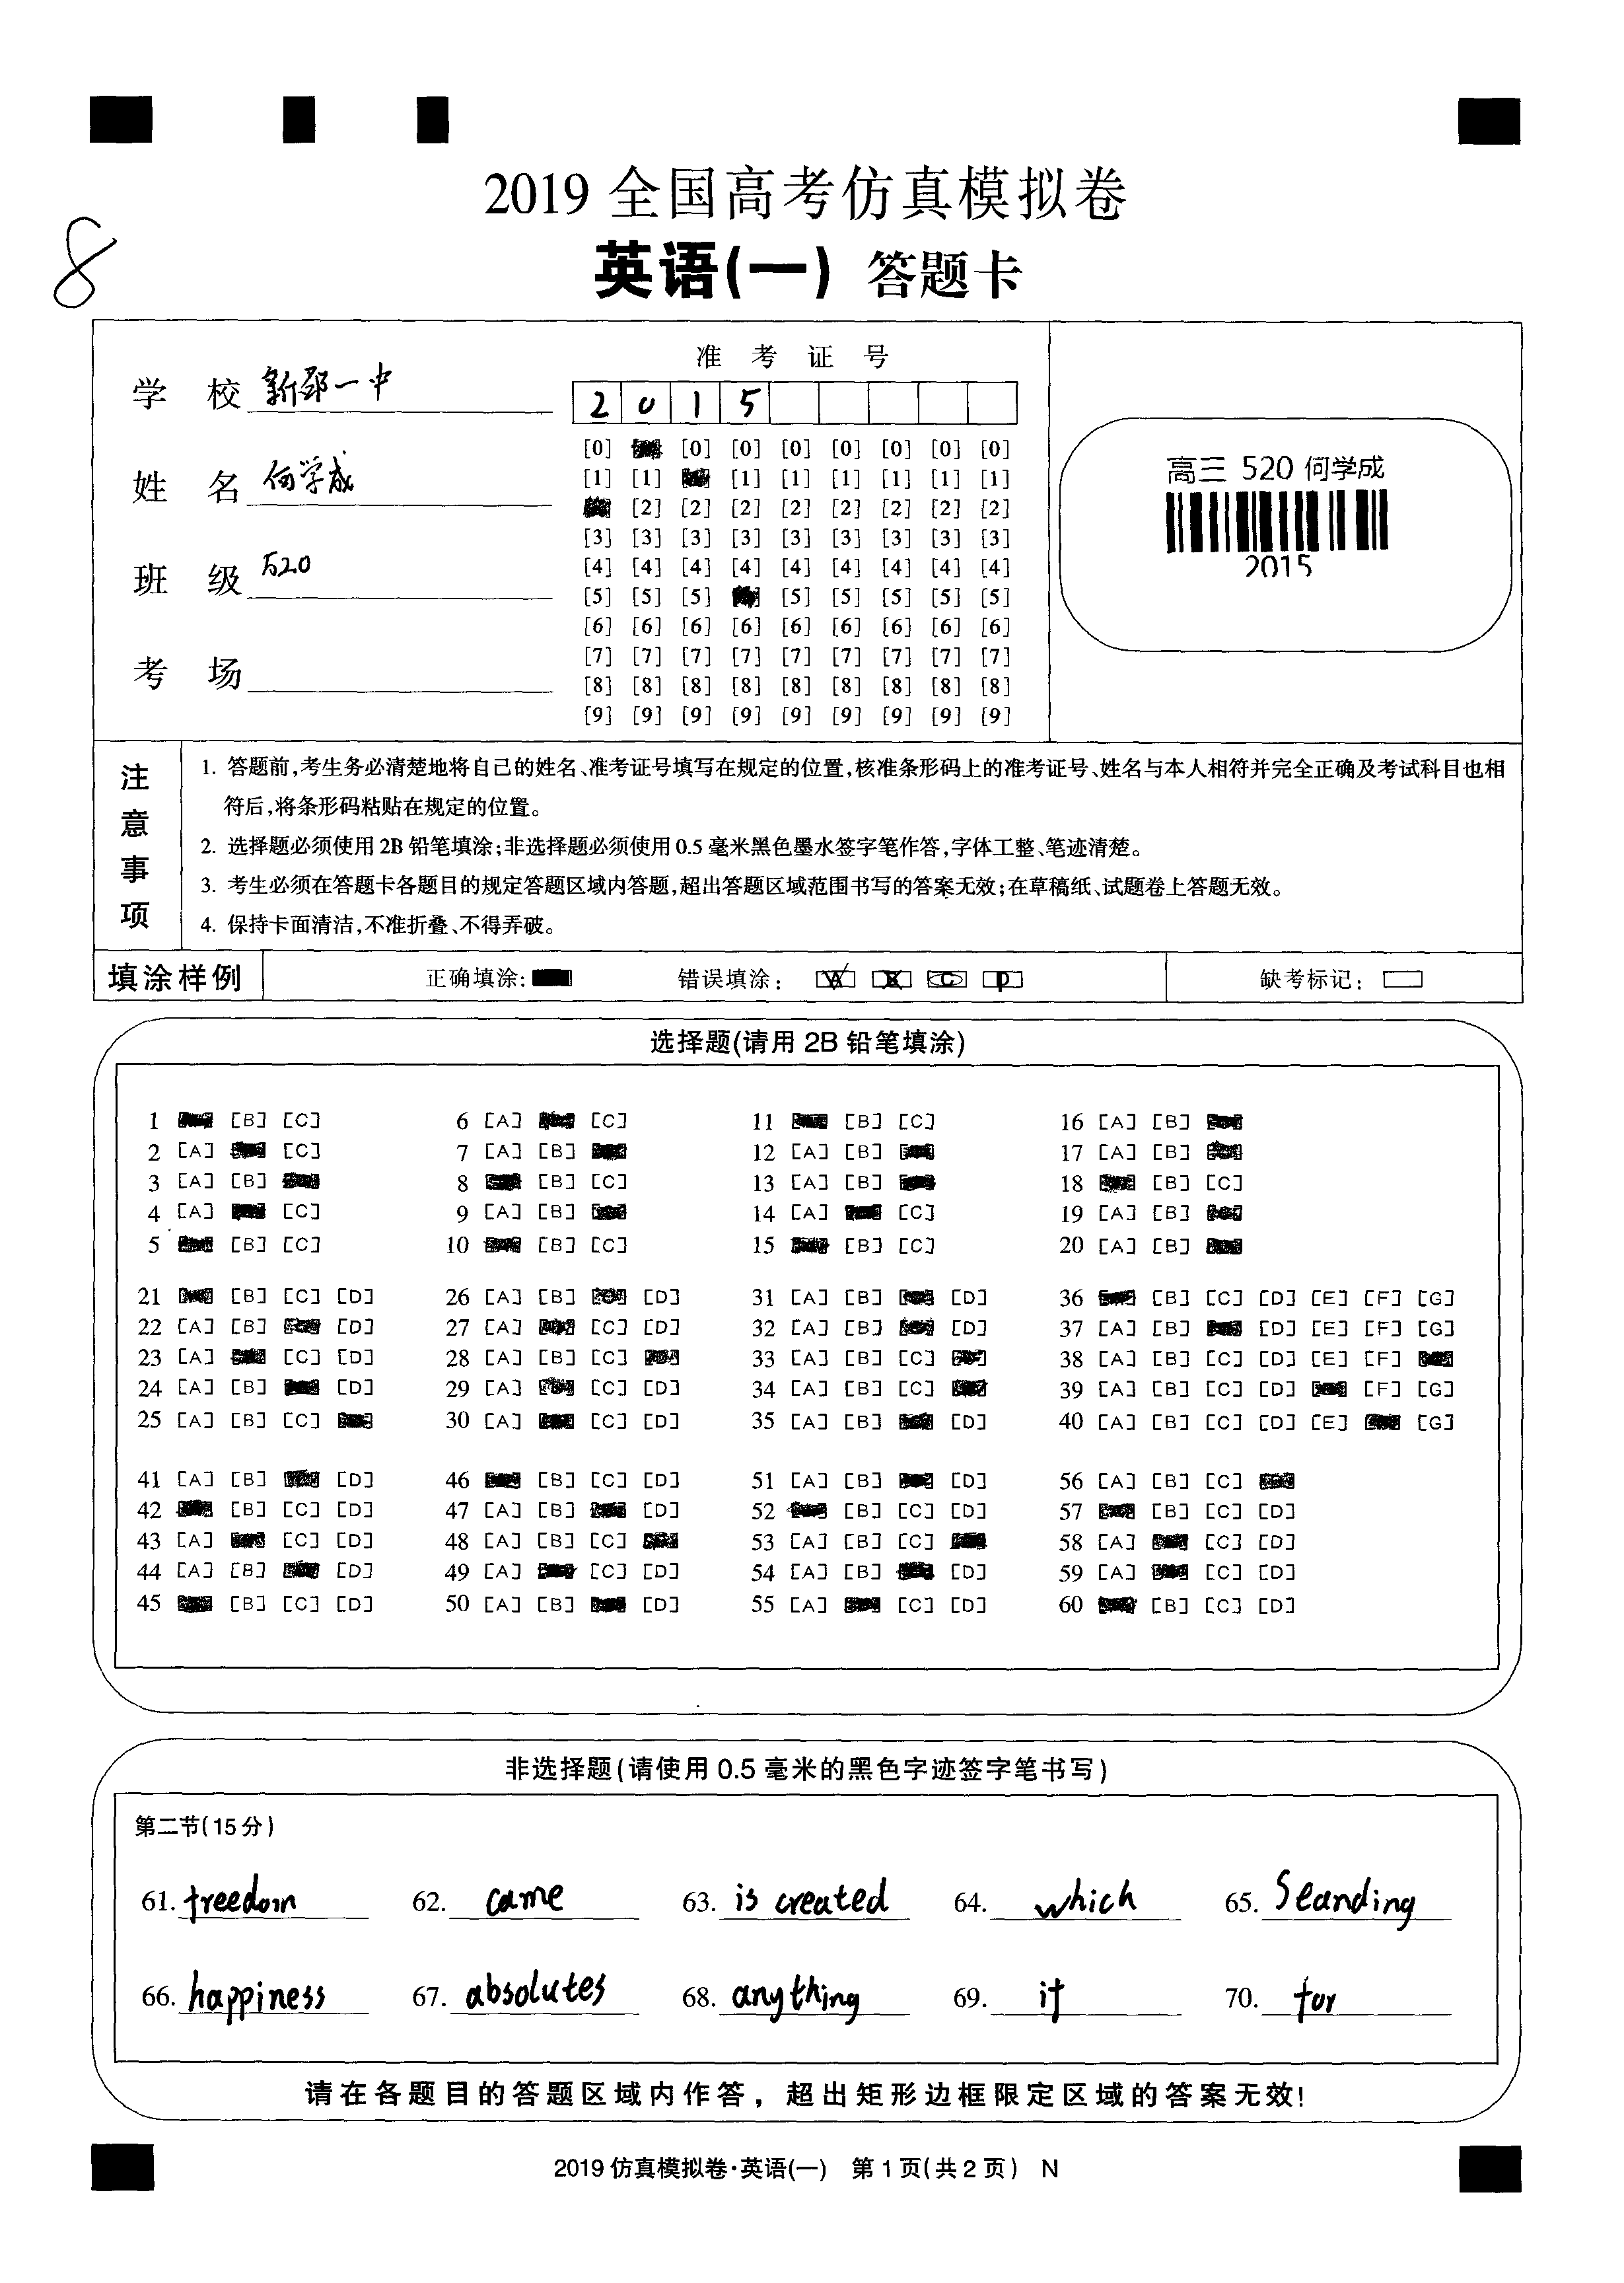 2019 全国高考仿真模拟卷
8
英语(一) 答题卡
学 校 新邵一中
姓 名 何学成
班 级 520
考 场
准 考 证 号
2 0 1 5
[0] [0] [0] [0] [0] [0] [0] [0]
[1] [1] [1] [1] [1] [1] [1] [1]
[2] [2] [2] [2] [2] [2] [2] [2]
[3] [3] [3] [3] [3] [3] [3] [3] [3]
[4] [4] [4] [4] [4] [4] [4] [4] [4]
[5] [5] [5] [5] [5] [5] [5] [5]
[6] [6] [6] [6] [6] [6] [6] [6] [6]
[7] [7] [7] [7] [7] [7] [7] [7] [7]
[8] [8] [8] [8] [8] [8] [8] [8] [8]
[9] [9] [9] [9] [9] [9] [9] [9] [9]
高三 520 何学成
2015
注意事项
1. 答题前,考生务必清楚地将自己的姓名、准考证号填写在规定的位置,核准条形码上的准考证号、姓名与本人相符并完全正确及考试科目也相
符后,将条形码粘贴在规定的位置。
2. 选择题必须使用 2B 铅笔填涂;非选择题必须使用 0.5 毫米黑色墨水签字笔作答,字体工整、笔迹清楚。
3. 考生必须在答题卡各题目的规定答题区域内答题,超出答题区域范围书写的答案无效;在草稿纸、试题卷上答题无效。
4. 保持卡面清洁,不准折叠、不得弄破。
填涂样例 正确填涂: 错误填涂: A B C D 缺考标记:
选择题(请用 2B 铅笔填涂)
1 [B] [C] 6 [A] [C] 11 [B] [C] 16 [A] [B]
2 [A] [C] 7 [A] [B] 12 [A] [B] 17 [A] [B]
3 [A] [B] 8 [B] [C] 13 [A] [B] 18 [B] [C]
4 [A] [C] 9 [A] [B] 14 [A] [C] 19 [A] [B]
5 [B] [C] 10 [B] [C] 15 [B] [C] 20 [A] [B]
21 [B] [C] [D] 26 [A] [B] [D] 31 [A] [B] [D] 36 [B] [C] [D] [E] [F] [G]
22 [A] [B] [D] 27 [A] [C] [D] 32 [A] [B] [D] 37 [A] [B] [D] [E] [F] [G]
23 [A] [C] [D] 28 [A] [B] [C] 33 [A] [B] [C] 38 [A] [B] [C] [D] [E] [F]
24 [A] [B] [D] 29 [A] [C] [D] 34 [A] [B] [C] 39 [A] [B] [C] [D] [F] [G]
25 [A] [B] [C] 30 [A] [C] [D] 35 [A] [B] [D] 40 [A] [B] [C] [D] [E] [G]
41 [A] [B] [D] 46 [B] [C] [D] 51 [A] [B] [D] 56 [A] [B] [C]
42 [B] [C] [D] 47 [A] [B] [D] 52 [B] [C] [D] 57 [B] [C] [D]
43 [A] [C] [D] 48 [A] [B] [C] 53 [A] [B] [C] 58 [A] [C] [D]
44 [A] [B] [D] 49 [A] [C] [D] 54 [A] [B] [D] 59 [A] [C] [D]
45 [B] [C] [D] 50 [A] [B] [D] 55 [A] [C] [D] 60 [B] [C] [D]
非选择题(请使用 0.5 毫米的黑色字迹签字笔书写)
第二节(15 分)
61. freedom 62. came 63. is created 64. which 65. Standing
66. happiness 67. absolutes 68. anything 69. it 70. for
请在各题目的答题区域内作答，超出矩形边框限定区域的答案无效!
2019 仿真模拟卷·英语(一) 第 1 页(共 2 页) N